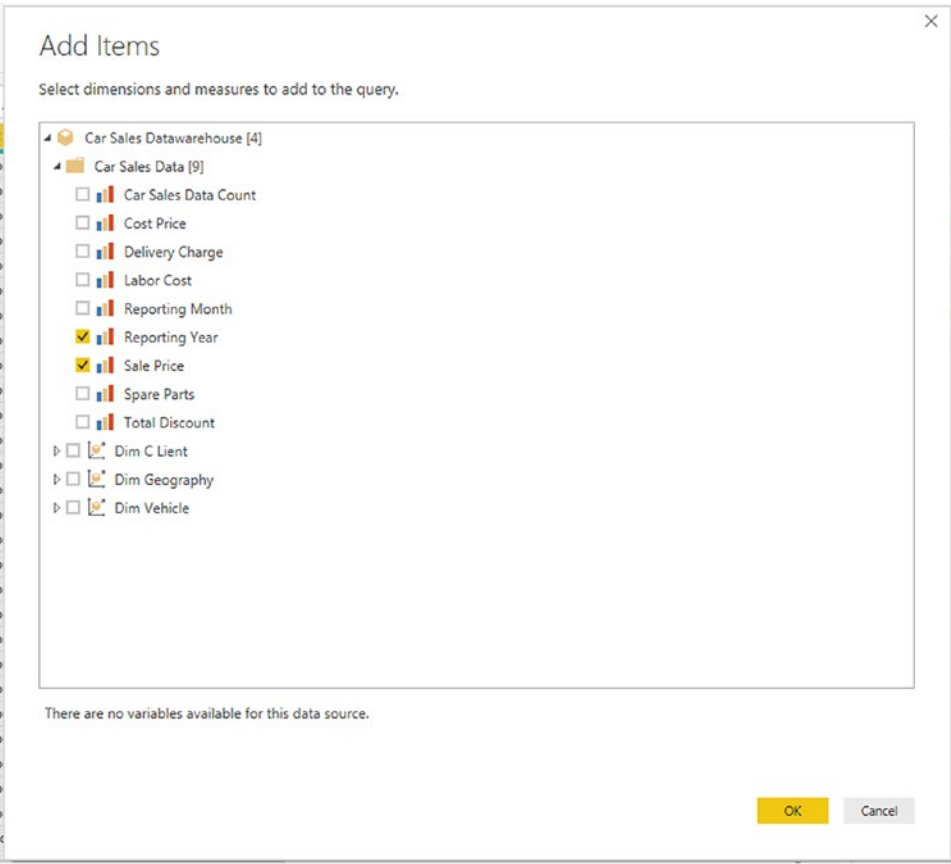 Add Items
Select dimensions and measures to add to the query.
Car Sales Datawarehouse [4]
Car Sales Data [9]
Car Sales Data Count
Cost Price
Delivery Charge
Labor Cost
Reporting Month
Reporting Year
Sale Price
Spare Parts
Total Discount
Dim C Lient
Dim Geography
Dim Vehicle
There are no variables available for this data source.
OK Cancel